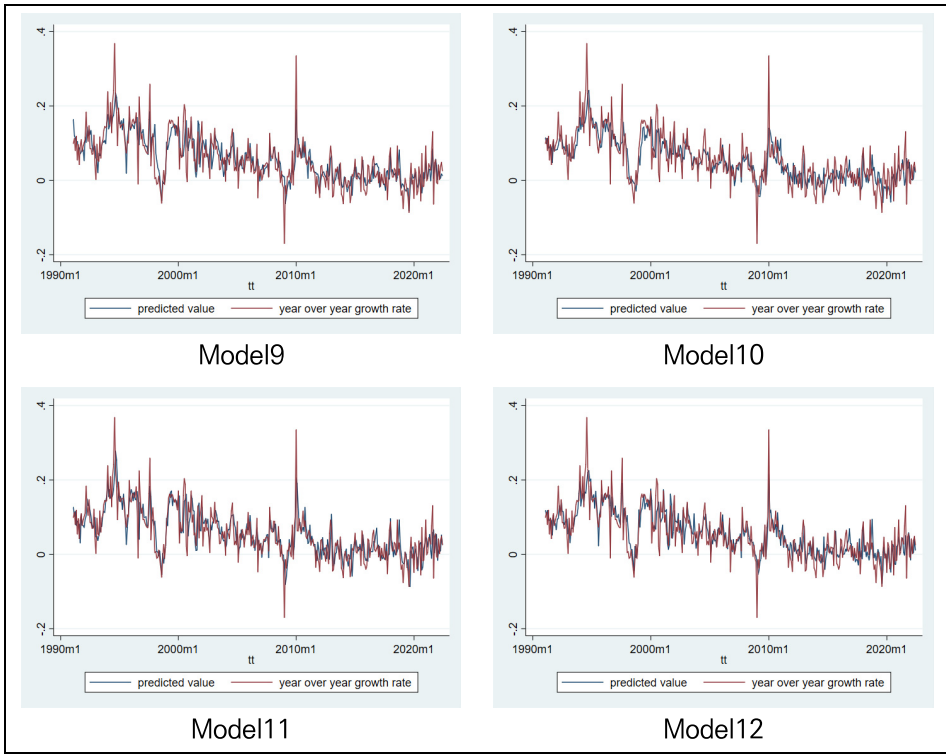 .4
.2
0
-.2
1990m1 2000m1 2010m1 2020m1
tt
predicted value year over year growth rate
Model9
.4
.2
0
-.2
1990m1 2000m1 2010m1 2020m1
tt
predicted value year over year growth rate
Model10
.4
.2
0
-.2
1990m1 2000m1 2010m1 2020m1
tt
predicted value year over year growth rate
Model11
.4
.2
0
-.2
1990m1 2000m1 2010m1 2020m1
tt
predicted value year over year growth rate
Model12